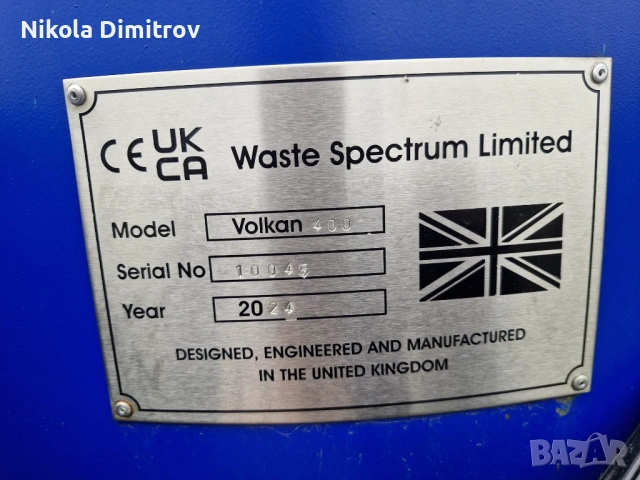 Nikola Dimitrov
CE UK CA Waste Spectrum Limited
Model Volkan 400
Serial No 10045
Year 2024
DESIGNED, ENGINEERED AND MANUFACTURED
IN THE UNITED KINGDOM
BAZAR